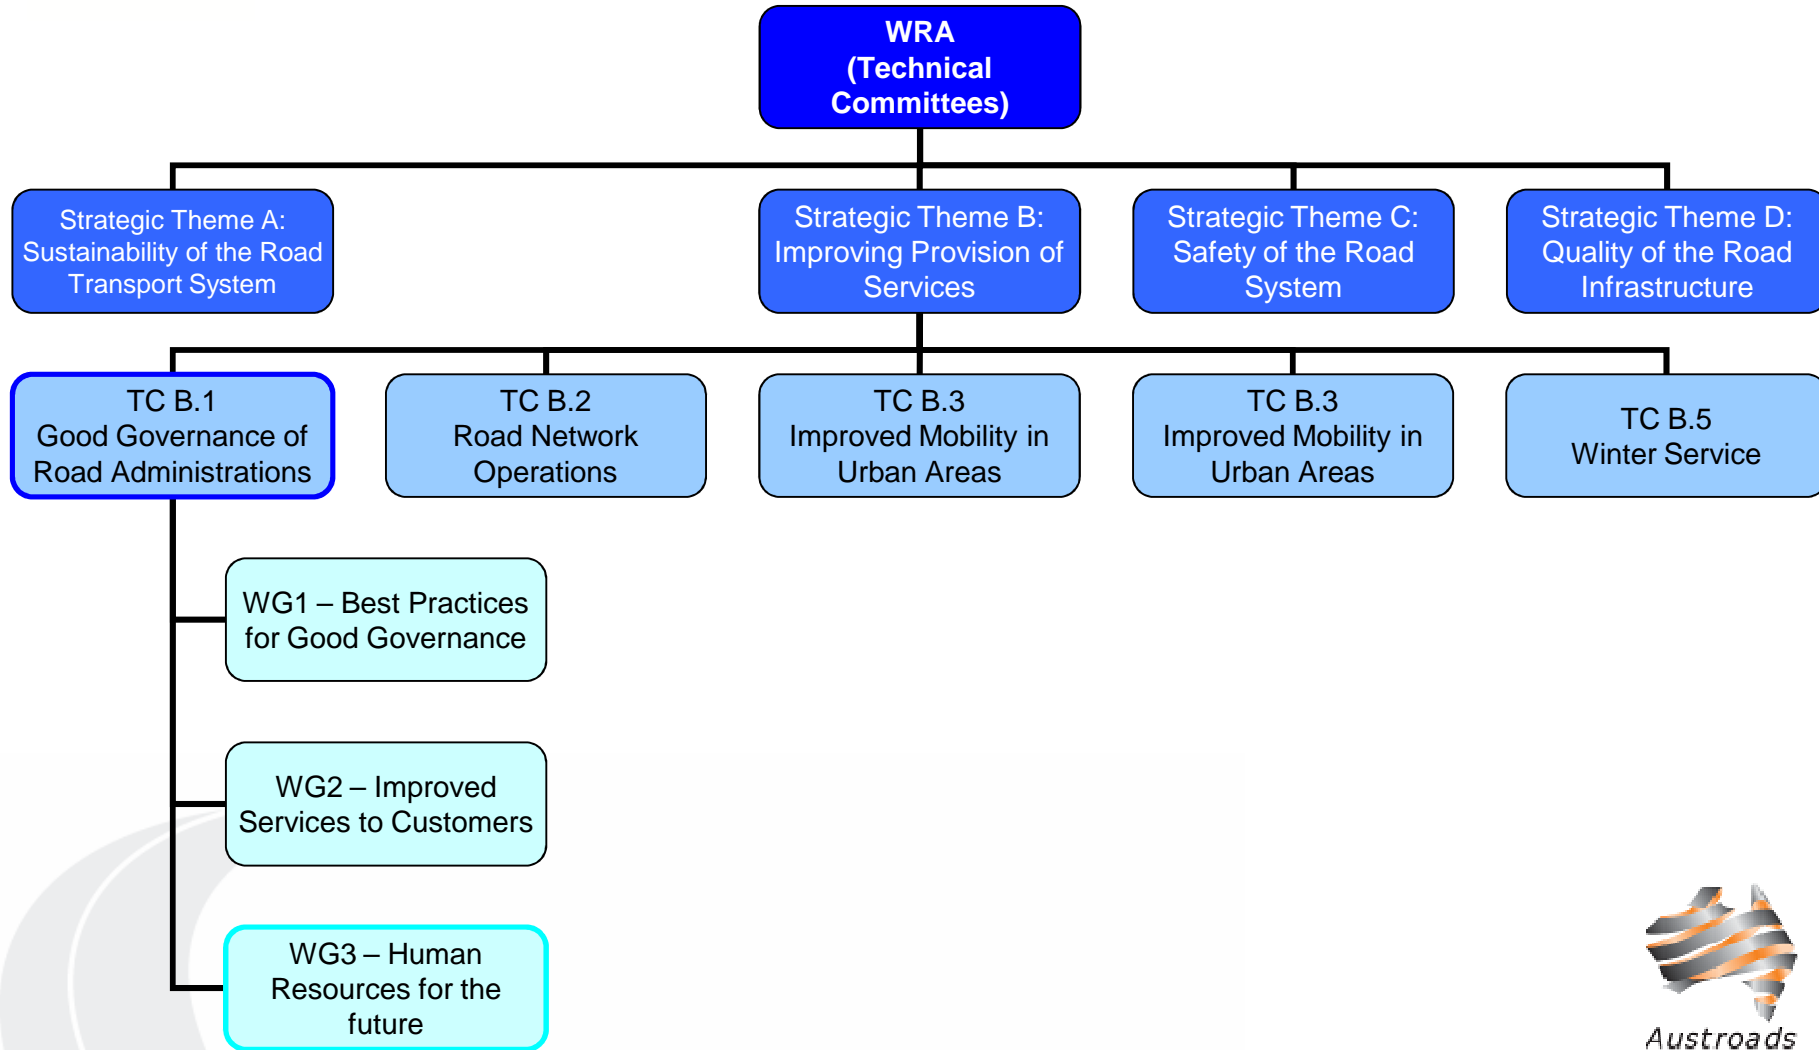 WRA
(Technical
Committees)
Strategic Theme A:
Sustainability of the Road
Transport System
Strategic Theme B:
Improving Provision of
Services
Strategic Theme C:
Safety of the Road
System
Strategic Theme D:
Quality of the Road
Infrastructure
TC B.1
Good Governance of
Road Administrations
TC B.2
Road Network
Operations
TC B.3
Improved Mobility in
Urban Areas
TC B.3
Improved Mobility in
Urban Areas
TC B.5
Winter Service
WG1 – Best Practices
for Good Governance
WG2 – Improved
Services to Customers
WG3 – Human
Resources for the
future
Austroads